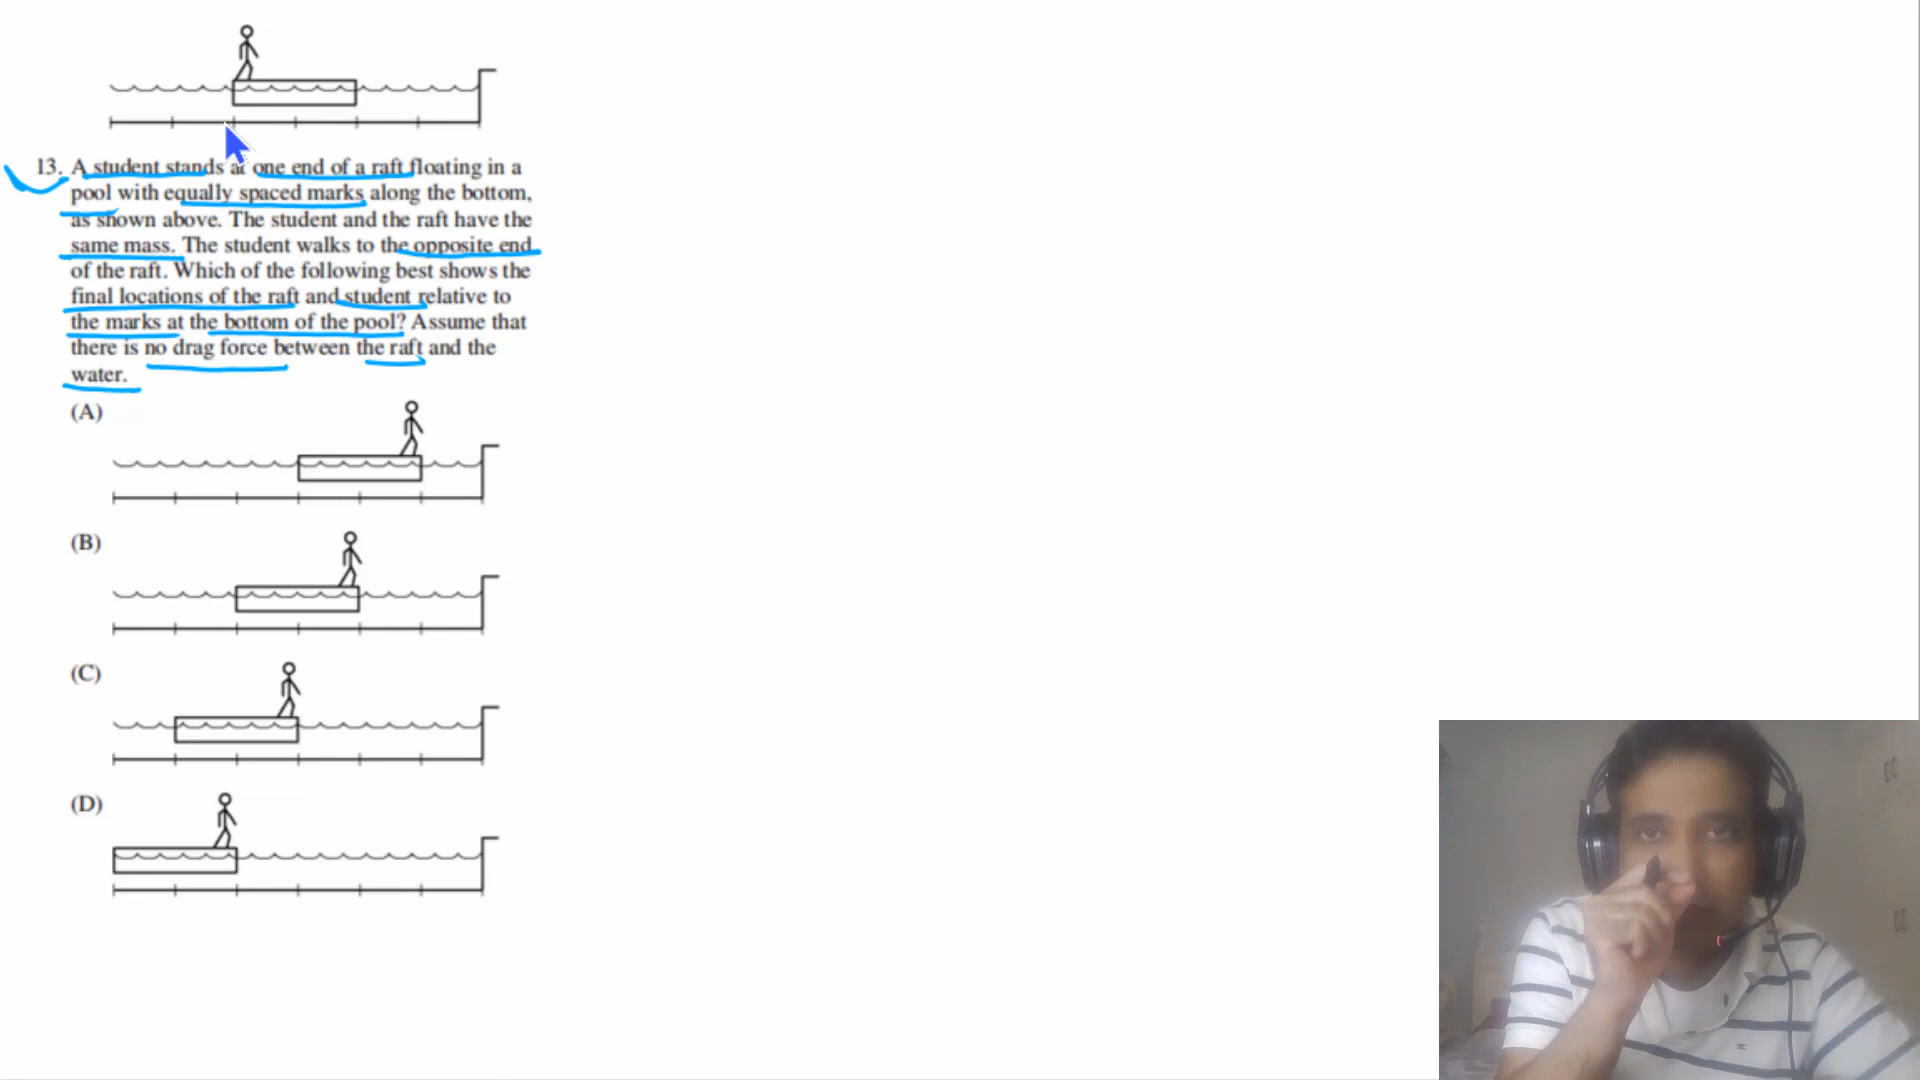 13. A student stands at one end of a raft floating in a
pool with equally spaced marks along the bottom,
as shown above. The student and the raft have the
same mass. The student walks to the opposite end
of the raft. Which of the following best shows the
final locations of the raft and student relative to
the marks at the bottom of the pool? Assume that
there is no drag force between the raft and the
water.
(A)
(B)
(C)
(D)